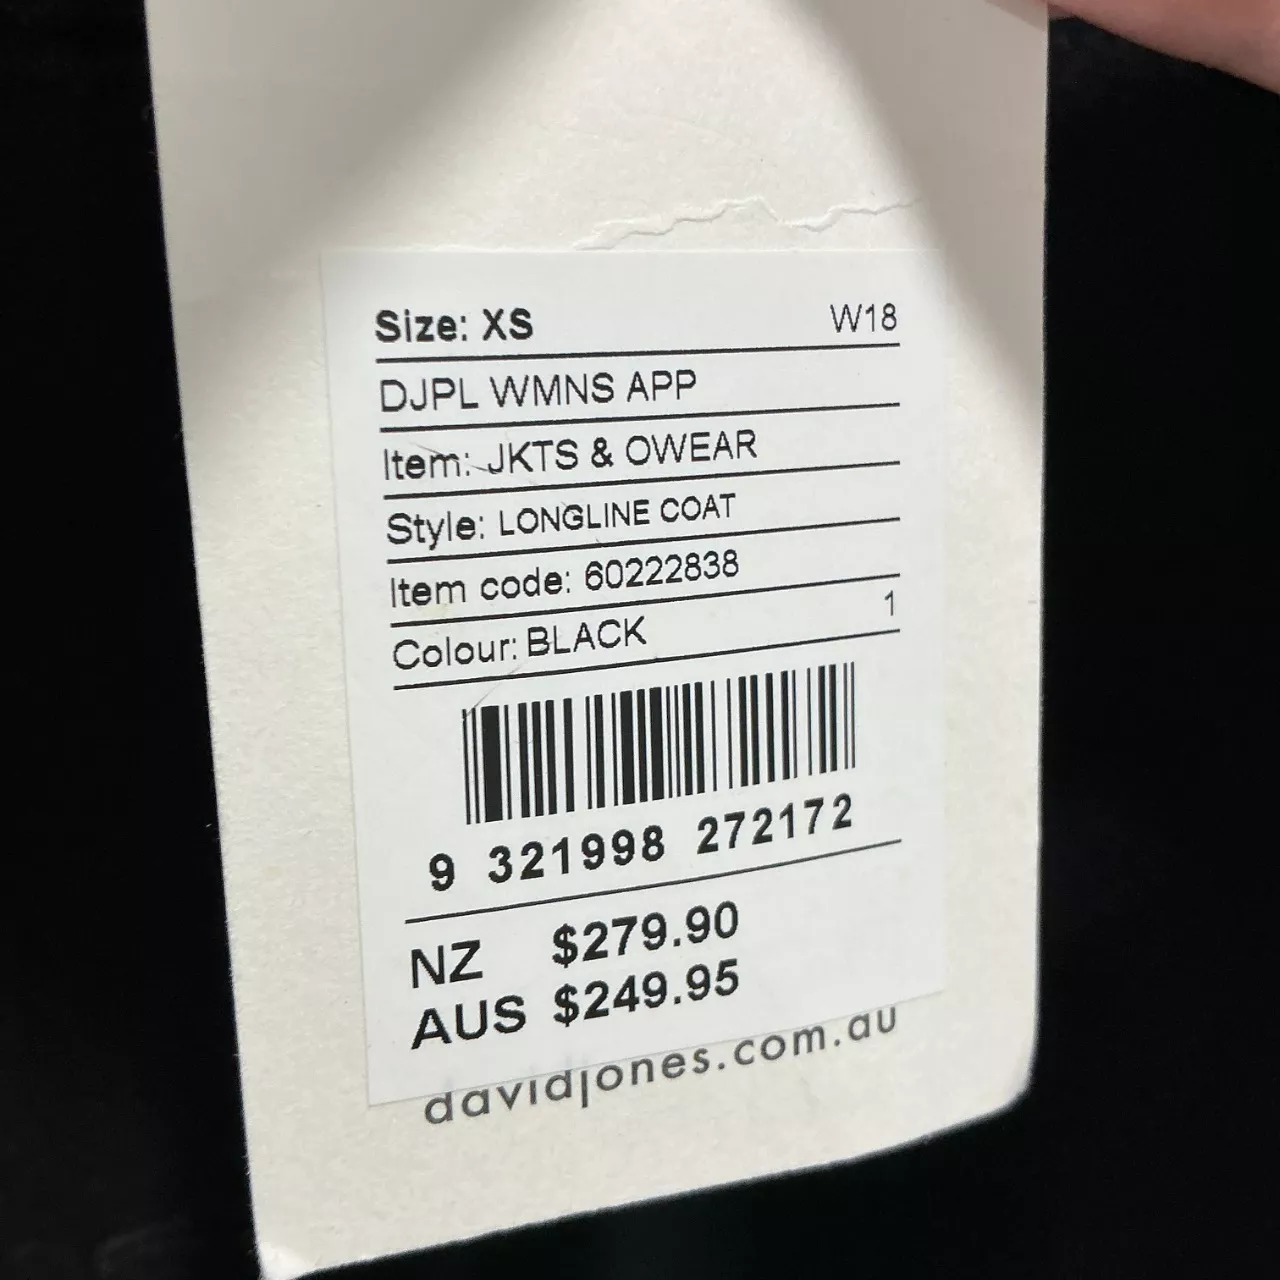 Size: XS W18
DJPL WMNS APP
Item: JKTS & OWEAR
Style: LONGLINE COAT
Item code: 60222838
Colour: BLACK 1
9 321998 272172
NZ $279.90
AUS $249.95
davidjones.com.au